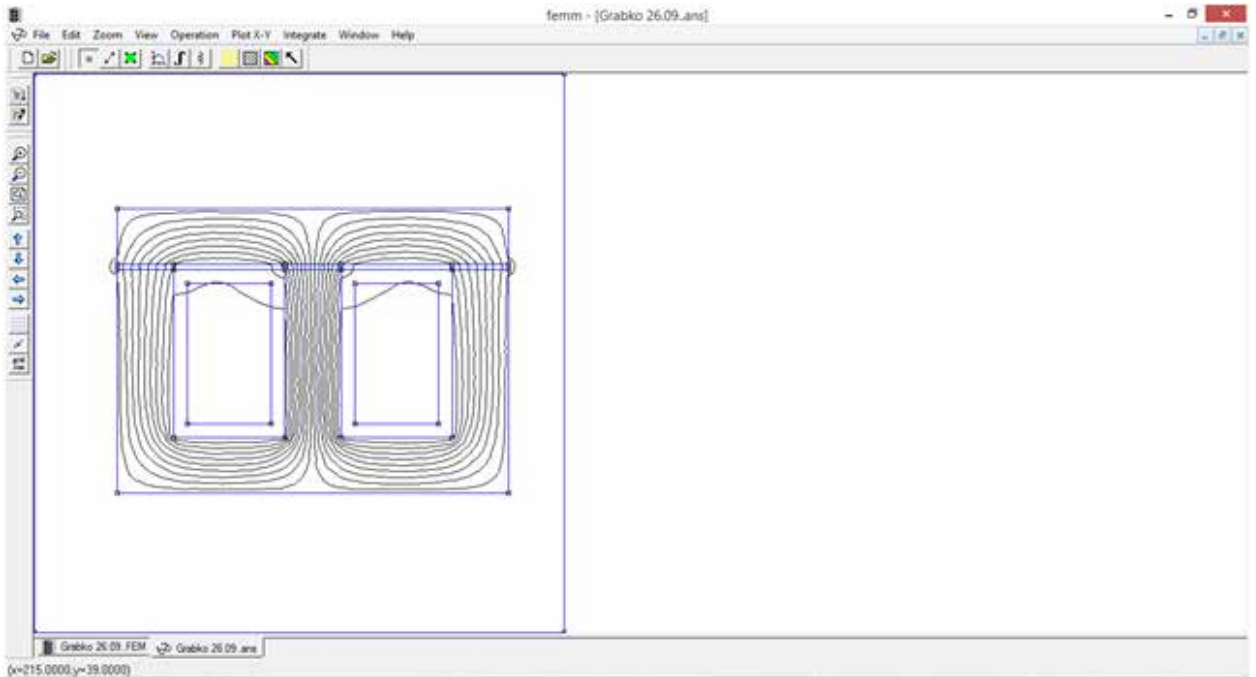 femm - [Grabko 26.09..ans]
File Edit Zoom View Operation Plot X-Y Integrate Window Help
Grabko 26.09..FEM Grabko 26.09..ans
(x=215.0000,y=39.0000)